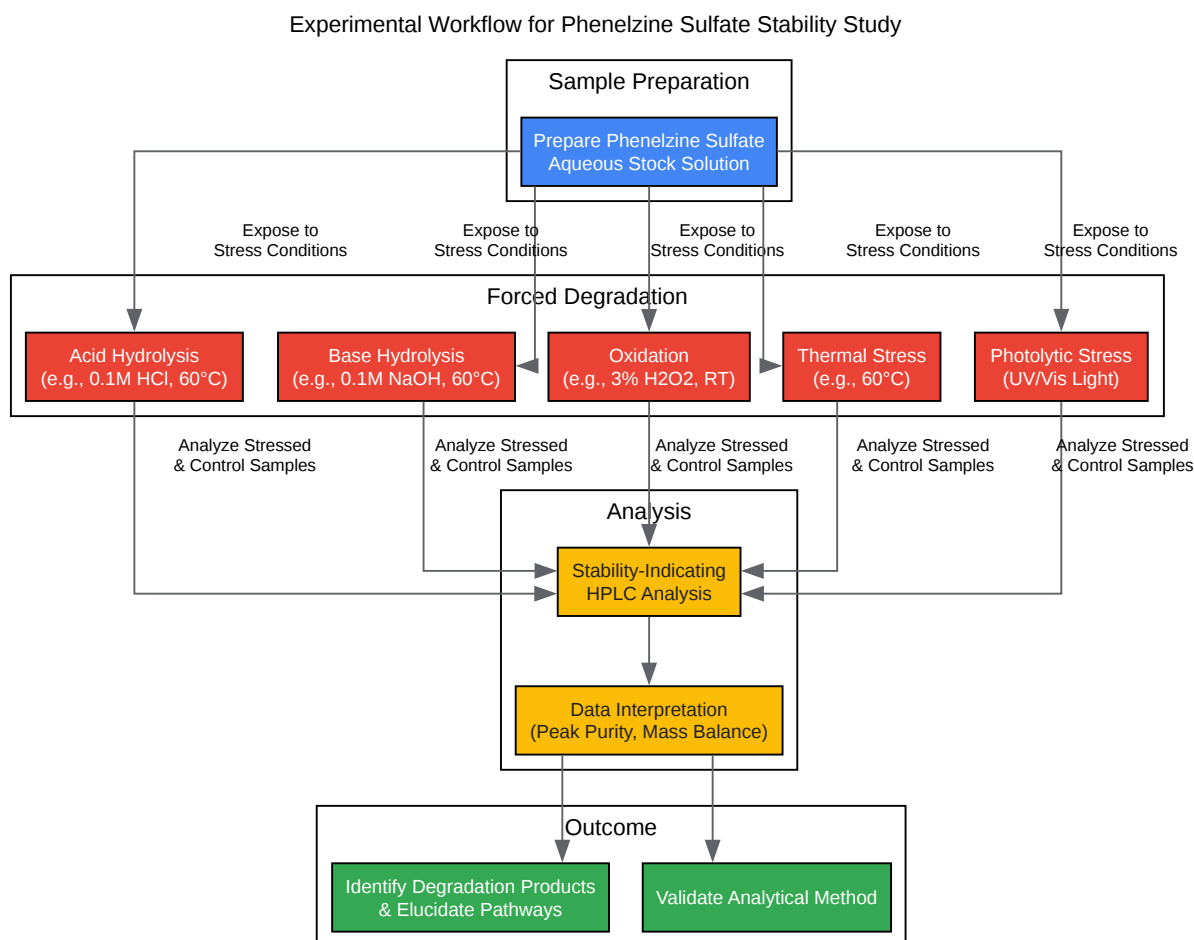 Experimental Workflow for Phenelzine Sulfate Stability Study
Sample Preparation
Prepare Phenelzine Sulfate
Aqueous Stock Solution
Expose to
Stress Conditions
Expose to
Stress Conditions
Expose to
Stress Conditions
Expose to
Stress Conditions
Expose to
Stress Conditions
Forced Degradation
Acid Hydrolysis
(e.g., 0.1M HCl, 60°C)
Base Hydrolysis
(e.g., 0.1M NaOH, 60°C)
Oxidation
(e.g., 3% H2O2, RT)
Thermal Stress
(e.g., 60°C)
Photolytic Stress
(UV/Vis Light)
Analyze Stressed
& Control Samples
Analyze Stressed
& Control Samples
Analyze Stressed
& Control Samples
Analyze Stressed
& Control Samples
Analyze Stressed
& Control Samples
Analysis
Stability-Indicating
HPLC Analysis
Data Interpretation
(Peak Purity, Mass Balance)
Outcome
Identify Degradation Products
& Elucidate Pathways
Validate Analytical Method